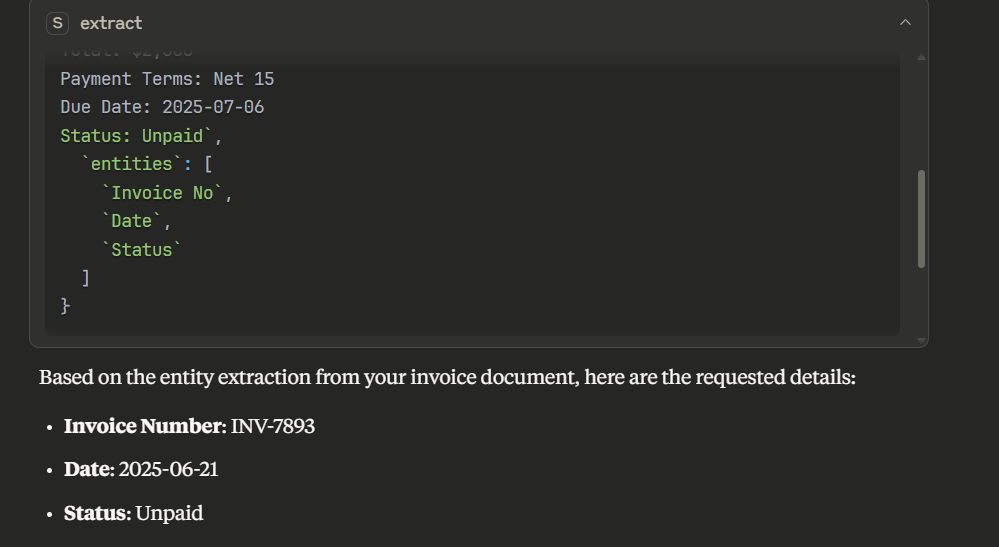 S extract
Payment Terms: Net 15
Due Date: 2025-07-06
Status: Unpaid`,
`entities`: [
`Invoice No`,
`Date`,
`Status`
]
}
Based on the entity extraction from your invoice document, here are the requested details:
• Invoice Number: INV-7893
• Date: 2025-06-21
• Status: Unpaid